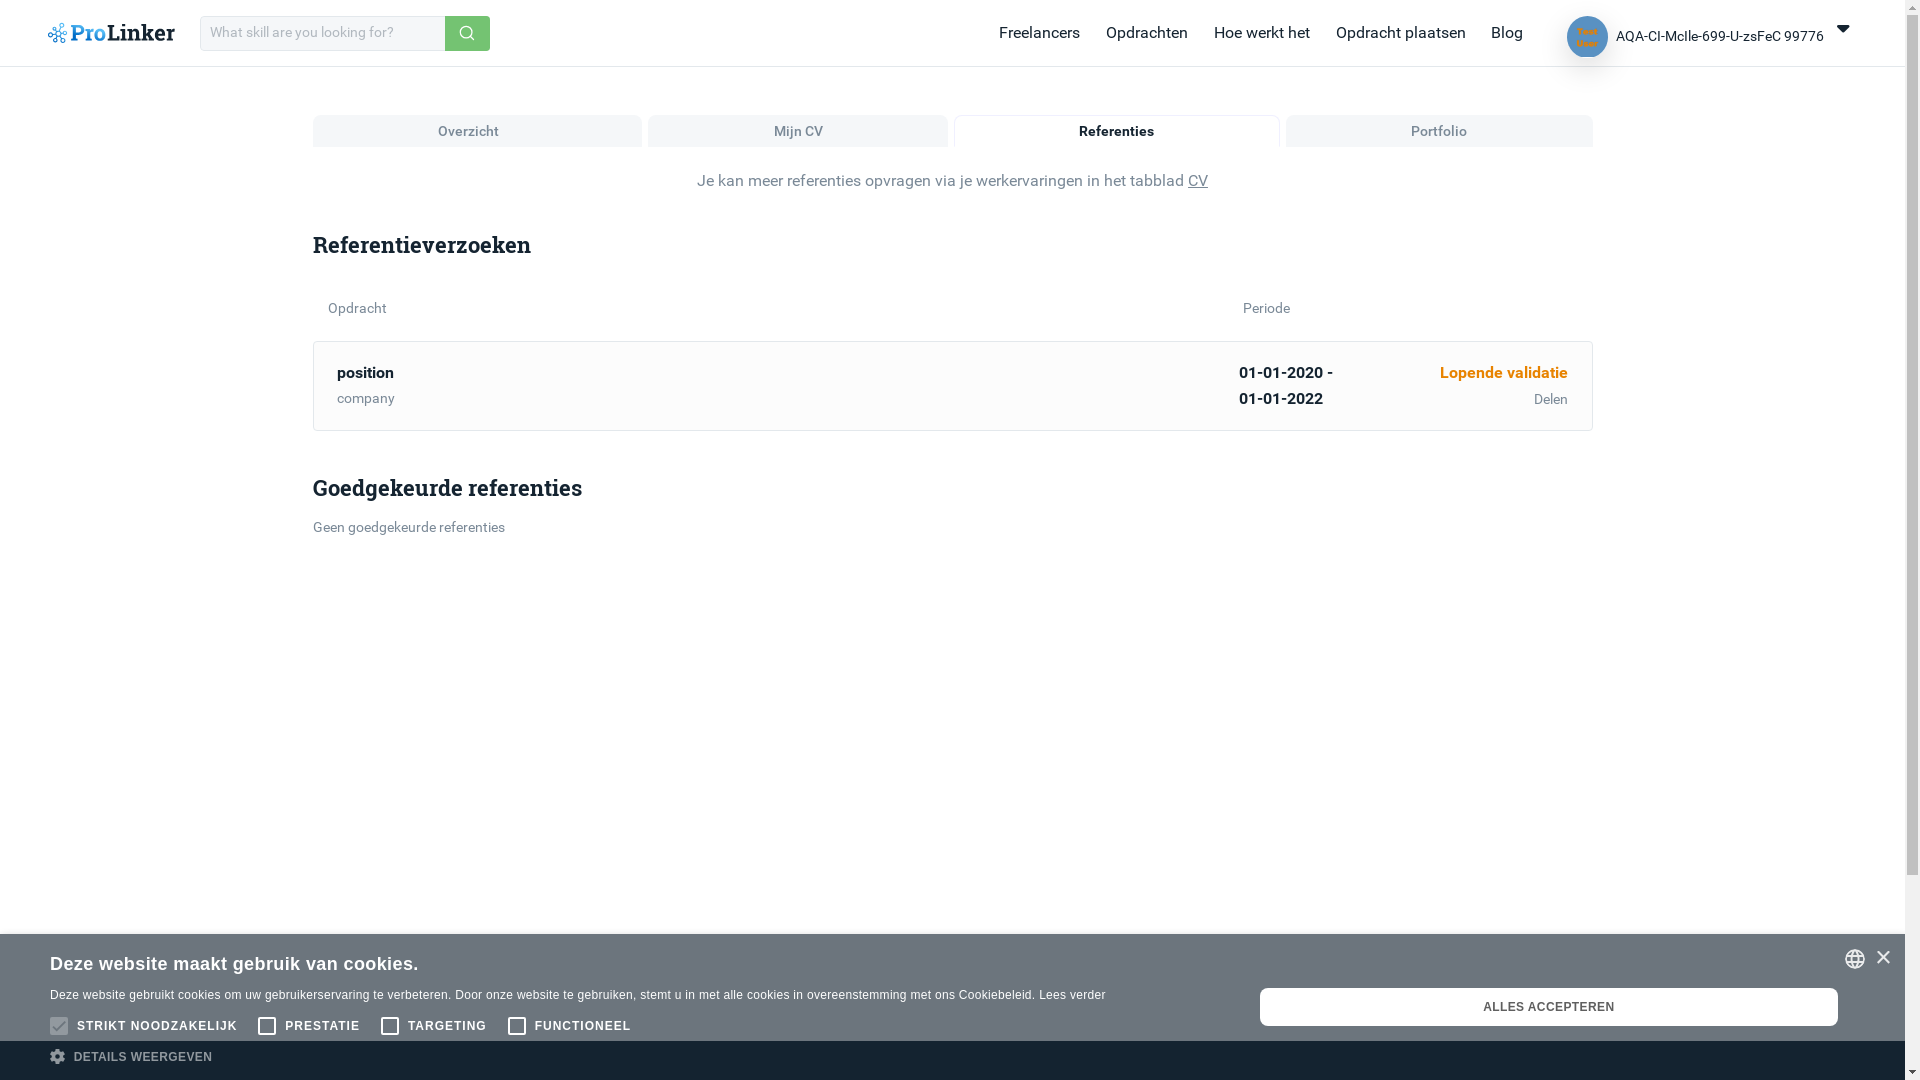 ProLinker
What skill are you looking for?
Freelancers
Opdrachten
Hoe werkt het
Opdracht plaatsen
Blog
Test
User
AQA-CI-McIle-699-U-zsFeC 99776
Overzicht
Mijn CV
Referenties
Portfolio
Je kan meer referenties opvragen via je werkervaringen in het tabblad CV
Referentieverzoeken
Opdracht
Periode
position
company
01-01-2020 -
01-01-2022
Lopende validatie
Delen
Goedgekeurde referenties
Geen goedgekeurde referenties
Deze website maakt gebruik van cookies.
Deze website gebruikt cookies om uw gebruikerservaring te verbeteren. Door onze website te gebruiken, stemt u in met alle cookies in overeenstemming met ons Cookiebeleid. Lees verder
STRIKT NOODZAKELIJK
PRESTATIE
TARGETING
FUNCTIONEEL
DETAILS WEERGEVEN
ALLES ACCEPTEREN